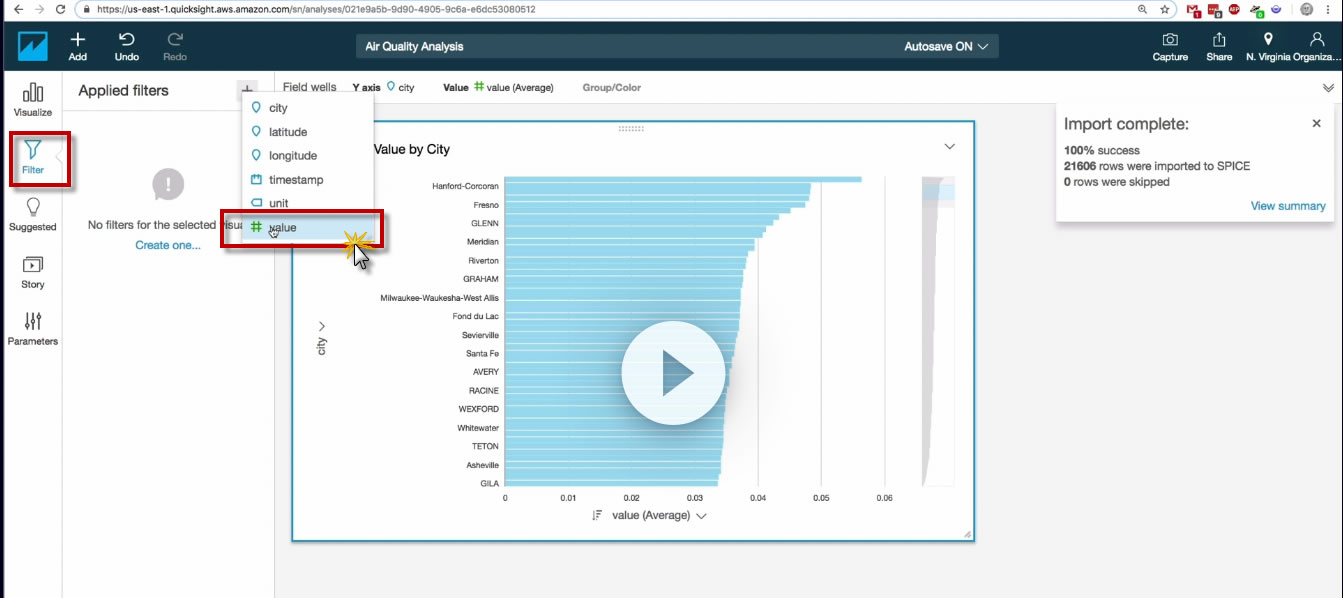 https://us-east-1.quicksight.aws.amazon.com/sn/analyses/021e9a5b-9d90-4905-9c6a-e6dc53080512
Add
Undo
Redo
Air Quality Analysis
Autosave ON
Capture
Share
N. Virginia Organiza...
Visualize
Filter
Suggested
Story
Parameters
Applied filters
No filters for the selected visua
Create one...
city
latitude
longitude
timestamp
unit
value
Field wells Y axis city Value value (Average) Group/Color
Value by City
Hanford-Corcoran
Fresno
GLENN
Meridian
Riverton
GRAHAM
Milwaukee-Waukesha-West Allis
Fond du Lac
Sevierville
Santa Fe
AVERY
RACINE
WEXFORD
Whitewater
TETON
Asheville
GILA
city
0 0.01 0.02 0.03 0.04 0.05 0.06
value (Average)
Import complete:
100% success
21606 rows were imported to SPICE
0 rows were skipped
View summary